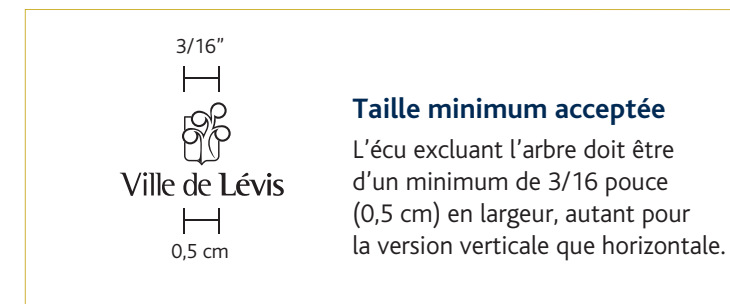 3/16”
Ville de Lévis
0,5 cm
Taille minimum acceptée
L’écu excluant l’arbre doit être
d’un minimum de 3/16 pouce
(0,5 cm) en largeur, autant pour
la version verticale que horizontale.